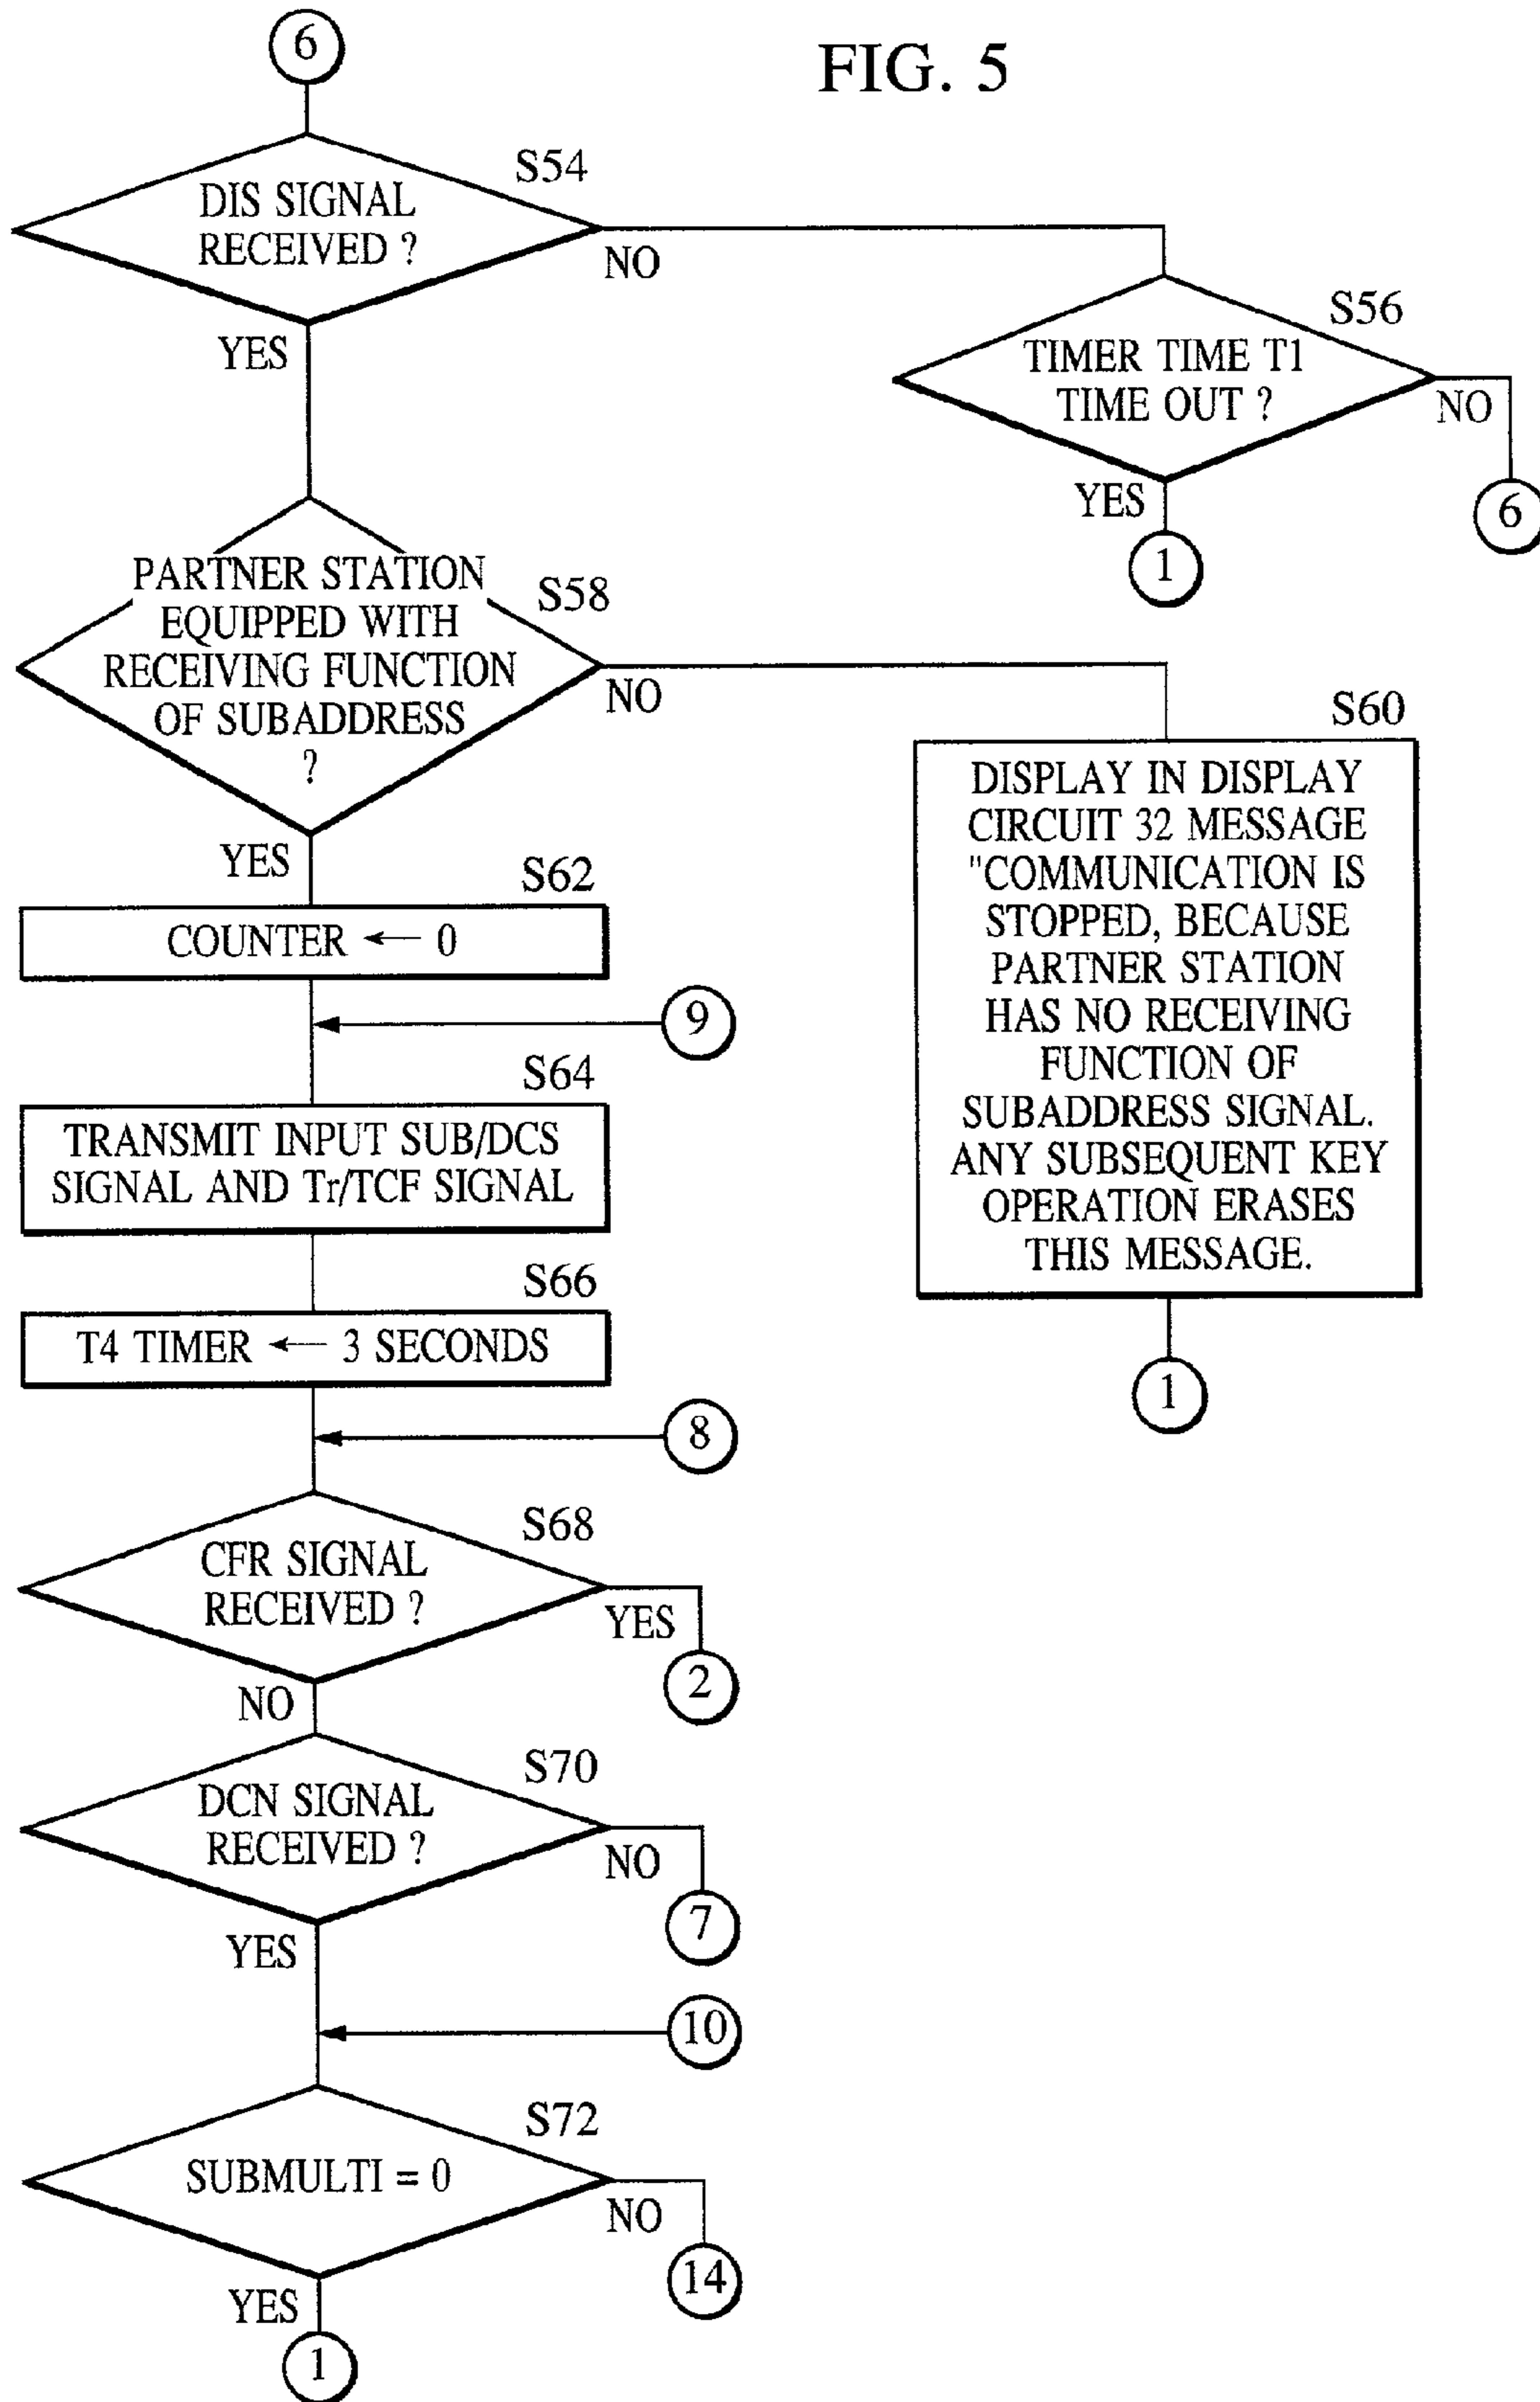 6
FIG. 5
S54
DIS SIGNAL
RECEIVED ?
NO
YES
S56
TIMER TIME T1
TIME OUT ?
NO
6
YES
1
S58
PARTNER STATION
EQUIPPED WITH
RECEIVING FUNCTION
OF SUBADDRESS
?
NO
YES
S60
DISPLAY IN DISPLAY
CIRCUIT 32 MESSAGE
"COMMUNICATION IS
STOPPED, BECAUSE
PARTNER STATION
HAS NO RECEIVING
FUNCTION OF
SUBADDRESS SIGNAL.
ANY SUBSEQUENT KEY
OPERATION ERASES
THIS MESSAGE.
1
S62
COUNTER ← 0
9
S64
TRANSMIT INPUT SUB/DCS
SIGNAL AND Tr/TCF SIGNAL
S66
T4 TIMER ← 3 SECONDS
8
S68
CFR SIGNAL
RECEIVED ?
YES
2
NO
S70
DCN SIGNAL
RECEIVED ?
NO
7
YES
10
S72
SUBMULTI = 0
NO
14
YES
1